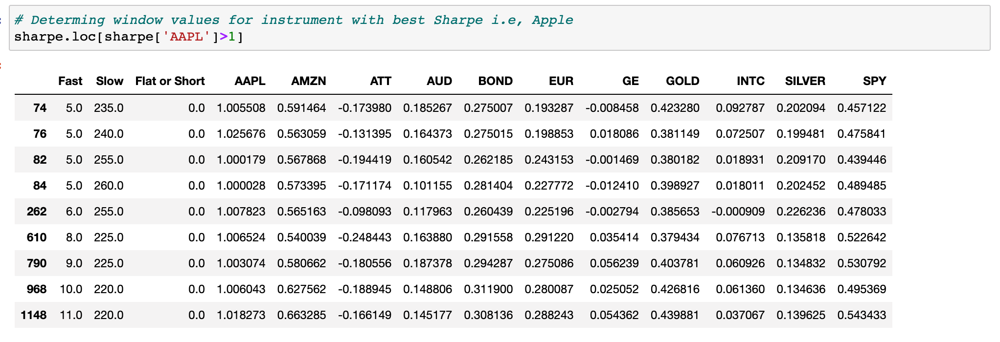 # Determing window values for instrument with best Sharpe i.e, Apple
sharpe.loc[sharpe['AAPL']>1]
Fast Slow Flat or Short AAPL AMZN ATT AUD BOND EUR GE GOLD INTC SILVER SPY
74 5.0 235.0 0.0 1.005508 0.591464 -0.173980 0.185267 0.275007 0.193287 -0.008458 0.423280 0.092787 0.202094 0.457122
76 5.0 240.0 0.0 1.025676 0.563059 -0.131395 0.164373 0.275015 0.198853 0.018086 0.381149 0.072507 0.199481 0.475841
82 5.0 255.0 0.0 1.000179 0.567868 -0.194419 0.160542 0.262185 0.243153 -0.001469 0.380182 0.018931 0.209170 0.439446
84 5.0 260.0 0.0 1.000028 0.573395 -0.171174 0.101155 0.281404 0.227772 -0.012410 0.398927 0.018011 0.202452 0.489485
262 6.0 255.0 0.0 1.007823 0.565163 -0.098093 0.117963 0.260439 0.225196 -0.002794 0.385653 -0.000909 0.226236 0.478033
610 8.0 225.0 0.0 1.006524 0.540039 -0.248443 0.163880 0.291558 0.291220 0.035414 0.379434 0.076713 0.135818 0.522642
790 9.0 225.0 0.0 1.003074 0.580662 -0.180556 0.187378 0.294287 0.275086 0.056239 0.403781 0.060926 0.134832 0.530792
968 10.0 220.0 0.0 1.006043 0.627562 -0.188945 0.148806 0.311900 0.280087 0.025052 0.426816 0.061360 0.134636 0.495369
1148 11.0 220.0 0.0 1.018273 0.663285 -0.166149 0.145177 0.308136 0.288243 0.054362 0.439881 0.037067 0.139625 0.543433